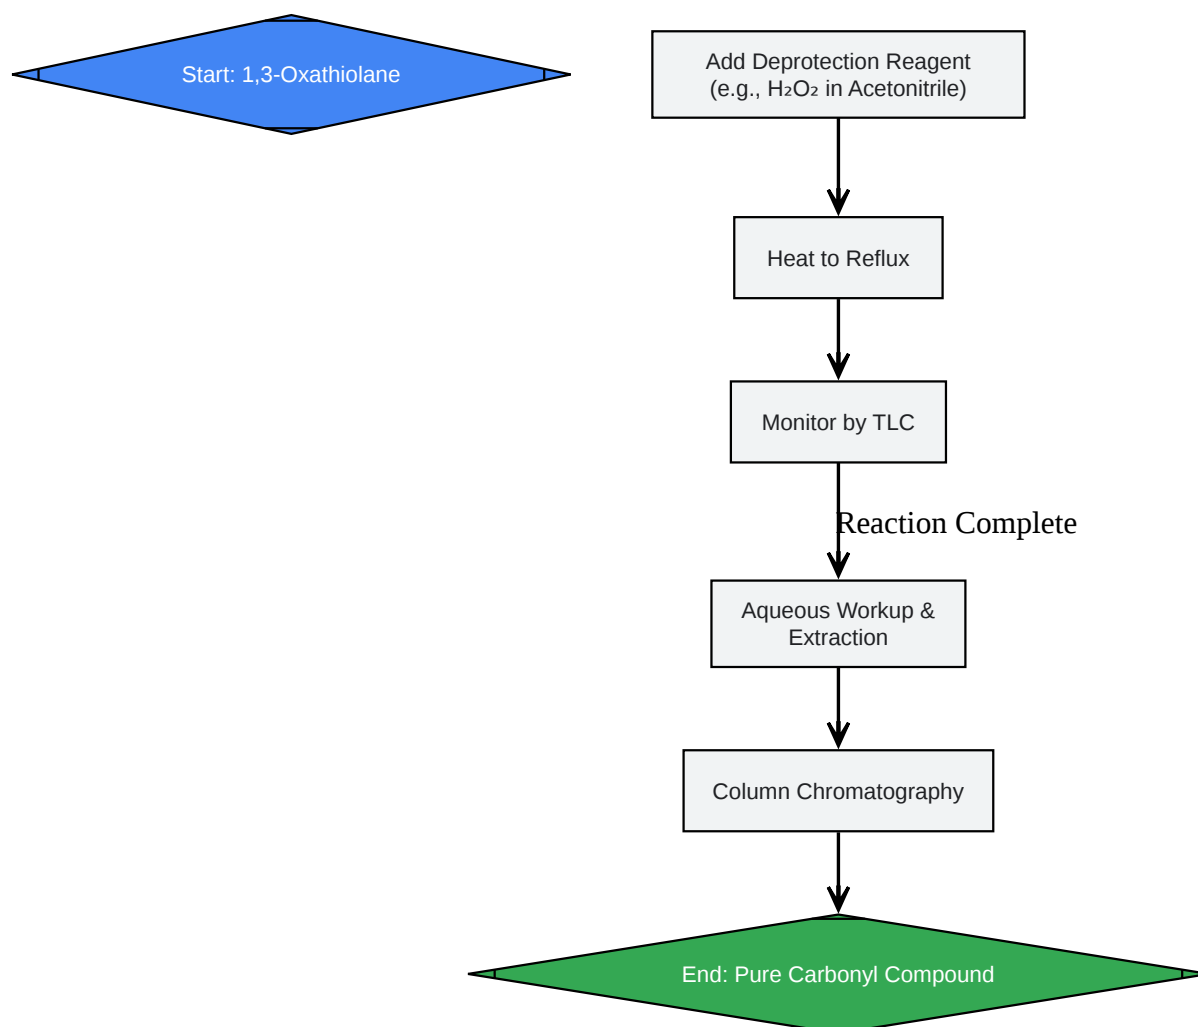 Start: 1,3-Oxathiolane
Add Deprotection Reagent
(e.g., H₂O₂ in Acetonitrile)
Heat to Reflux
Monitor by TLC
Reaction Complete
Aqueous Workup &
Extraction
Column Chromatography
End: Pure Carbonyl Compound